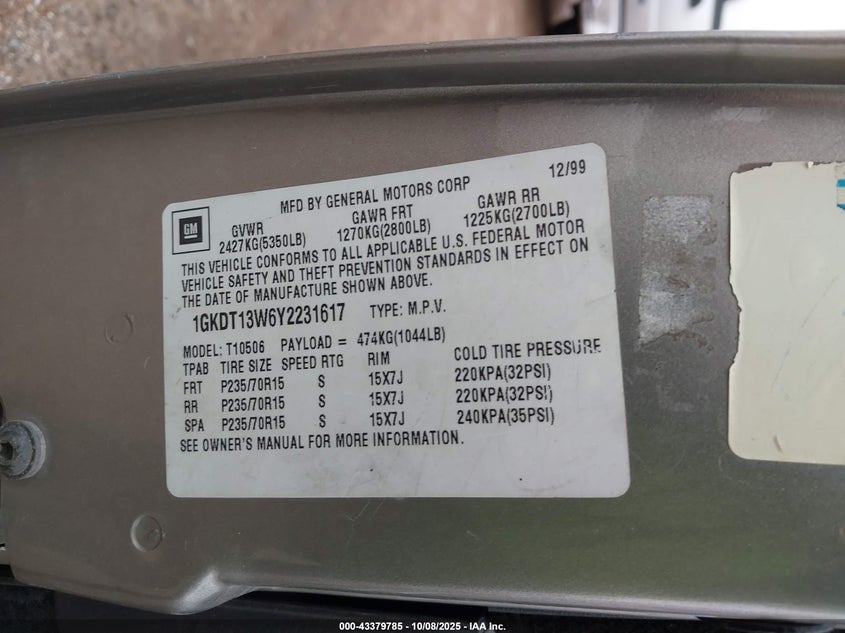 12/99
MFD BY GENERAL MOTORS CORP
GM
GVWR GAWR FRT GAWR RR
2427KG(5350LB) 1270KG(2800LB) 1225KG(2700LB)
THIS VEHICLE CONFORMS TO ALL APPLICABLE U.S. FEDERAL MOTOR
VEHICLE SAFETY AND THEFT PREVENTION STANDARDS IN EFFECT ON
THE DATE OF MANUFACTURE SHOWN ABOVE.
1GKDT13W6Y2231617 TYPE: M.P.V.
MODEL: T10506 PAYLOAD = 474KG(1044LB)
TPAB TIRE SIZE SPEED RTG RIM COLD TIRE PRESSURE
FRT P235/70R15 S 15X7J 220KPA(32PSI)
RR P235/70R15 S 15X7J 220KPA(32PSI)
SPA P235/70R15 S 15X7J 240KPA(35PSI)
SEE OWNER'S MANUAL FOR MORE INFORMATION.
000-43379785 - 10/08/2025 - IAA Inc.